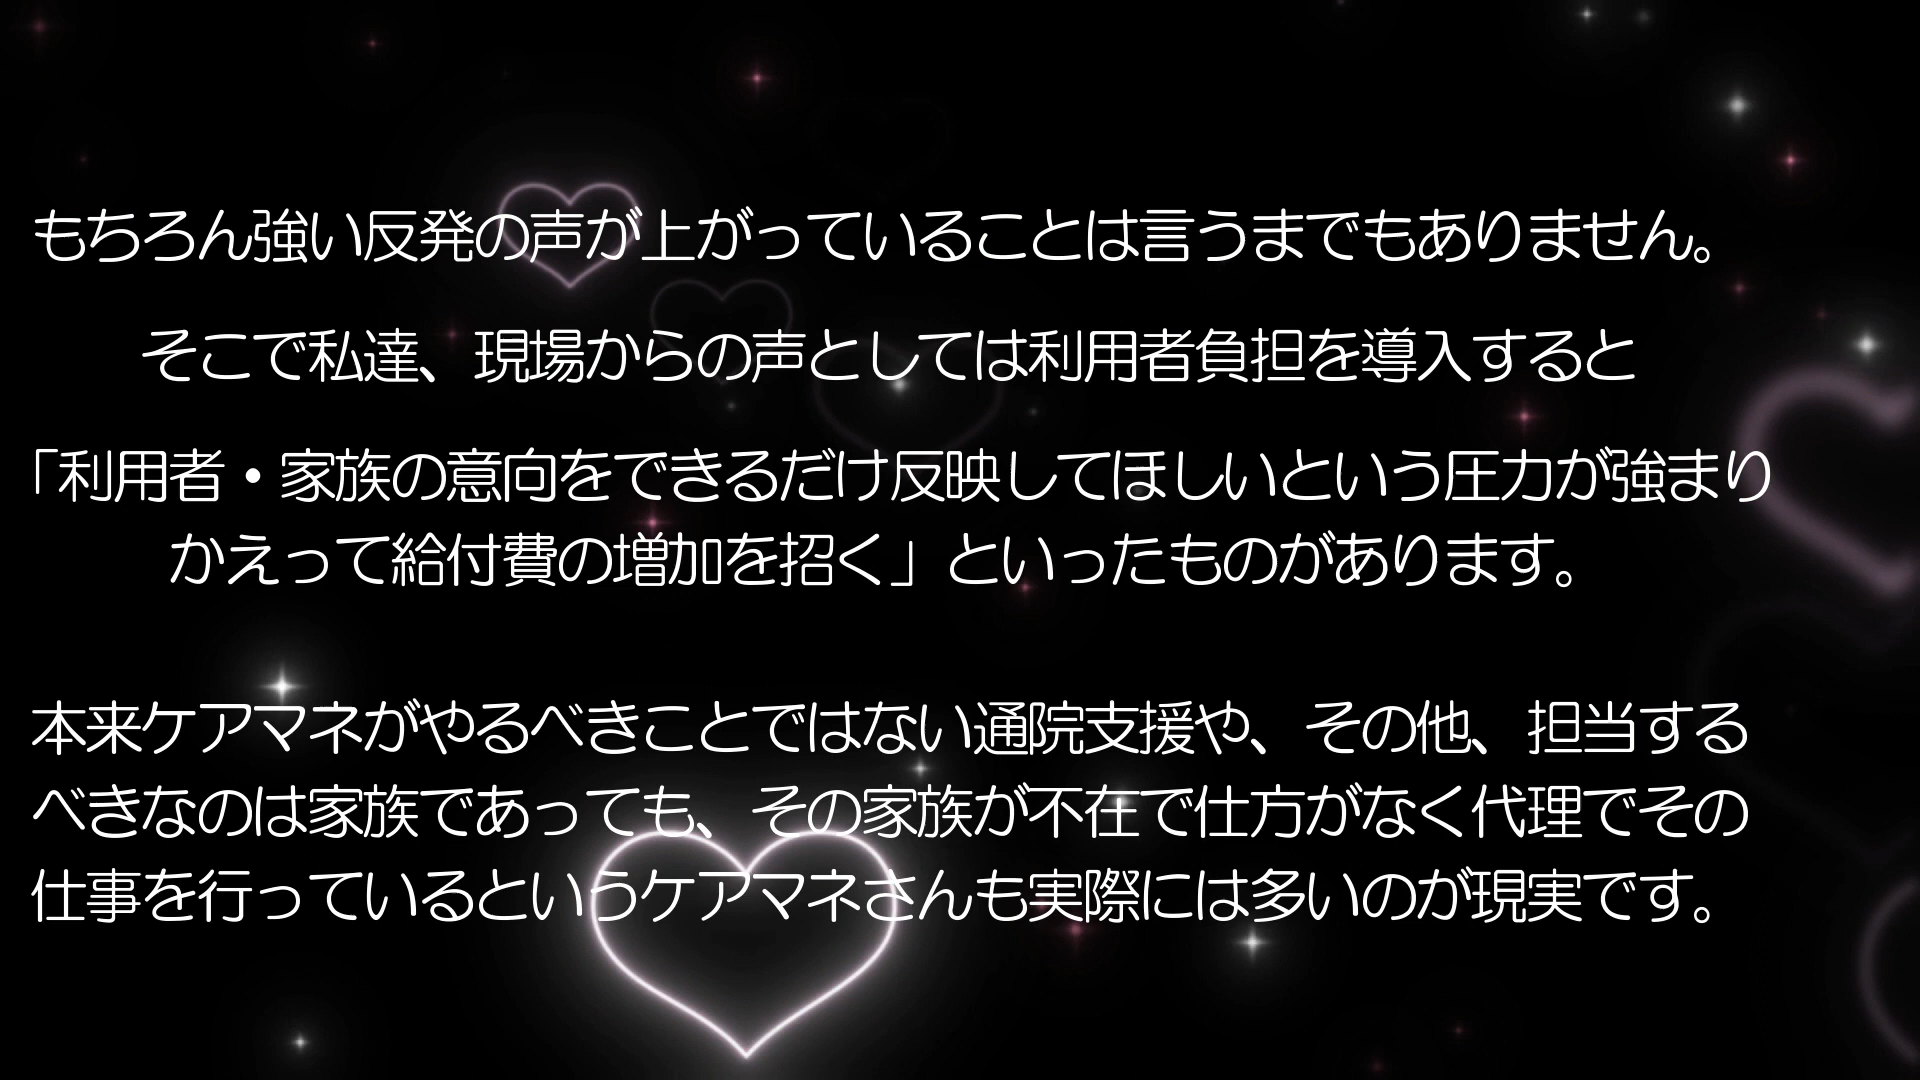 もちろん強い反発の声が上がっていることは言うまでもありません。
そこで私達、現場からの声としては利用者負担を導入すると
「利用者・家族の意向をできるだけ反映してほしいという圧力が強まり
かえって給付費の増加を招く」といったものがあります。
本来ケアマネがやるべきことではない通院支援や、その他、担当する
べきなのは家族であっても、その家族が不在で仕方がなく代理でその
仕事を行っているというケアマネさんも実際には多いのが現実です。